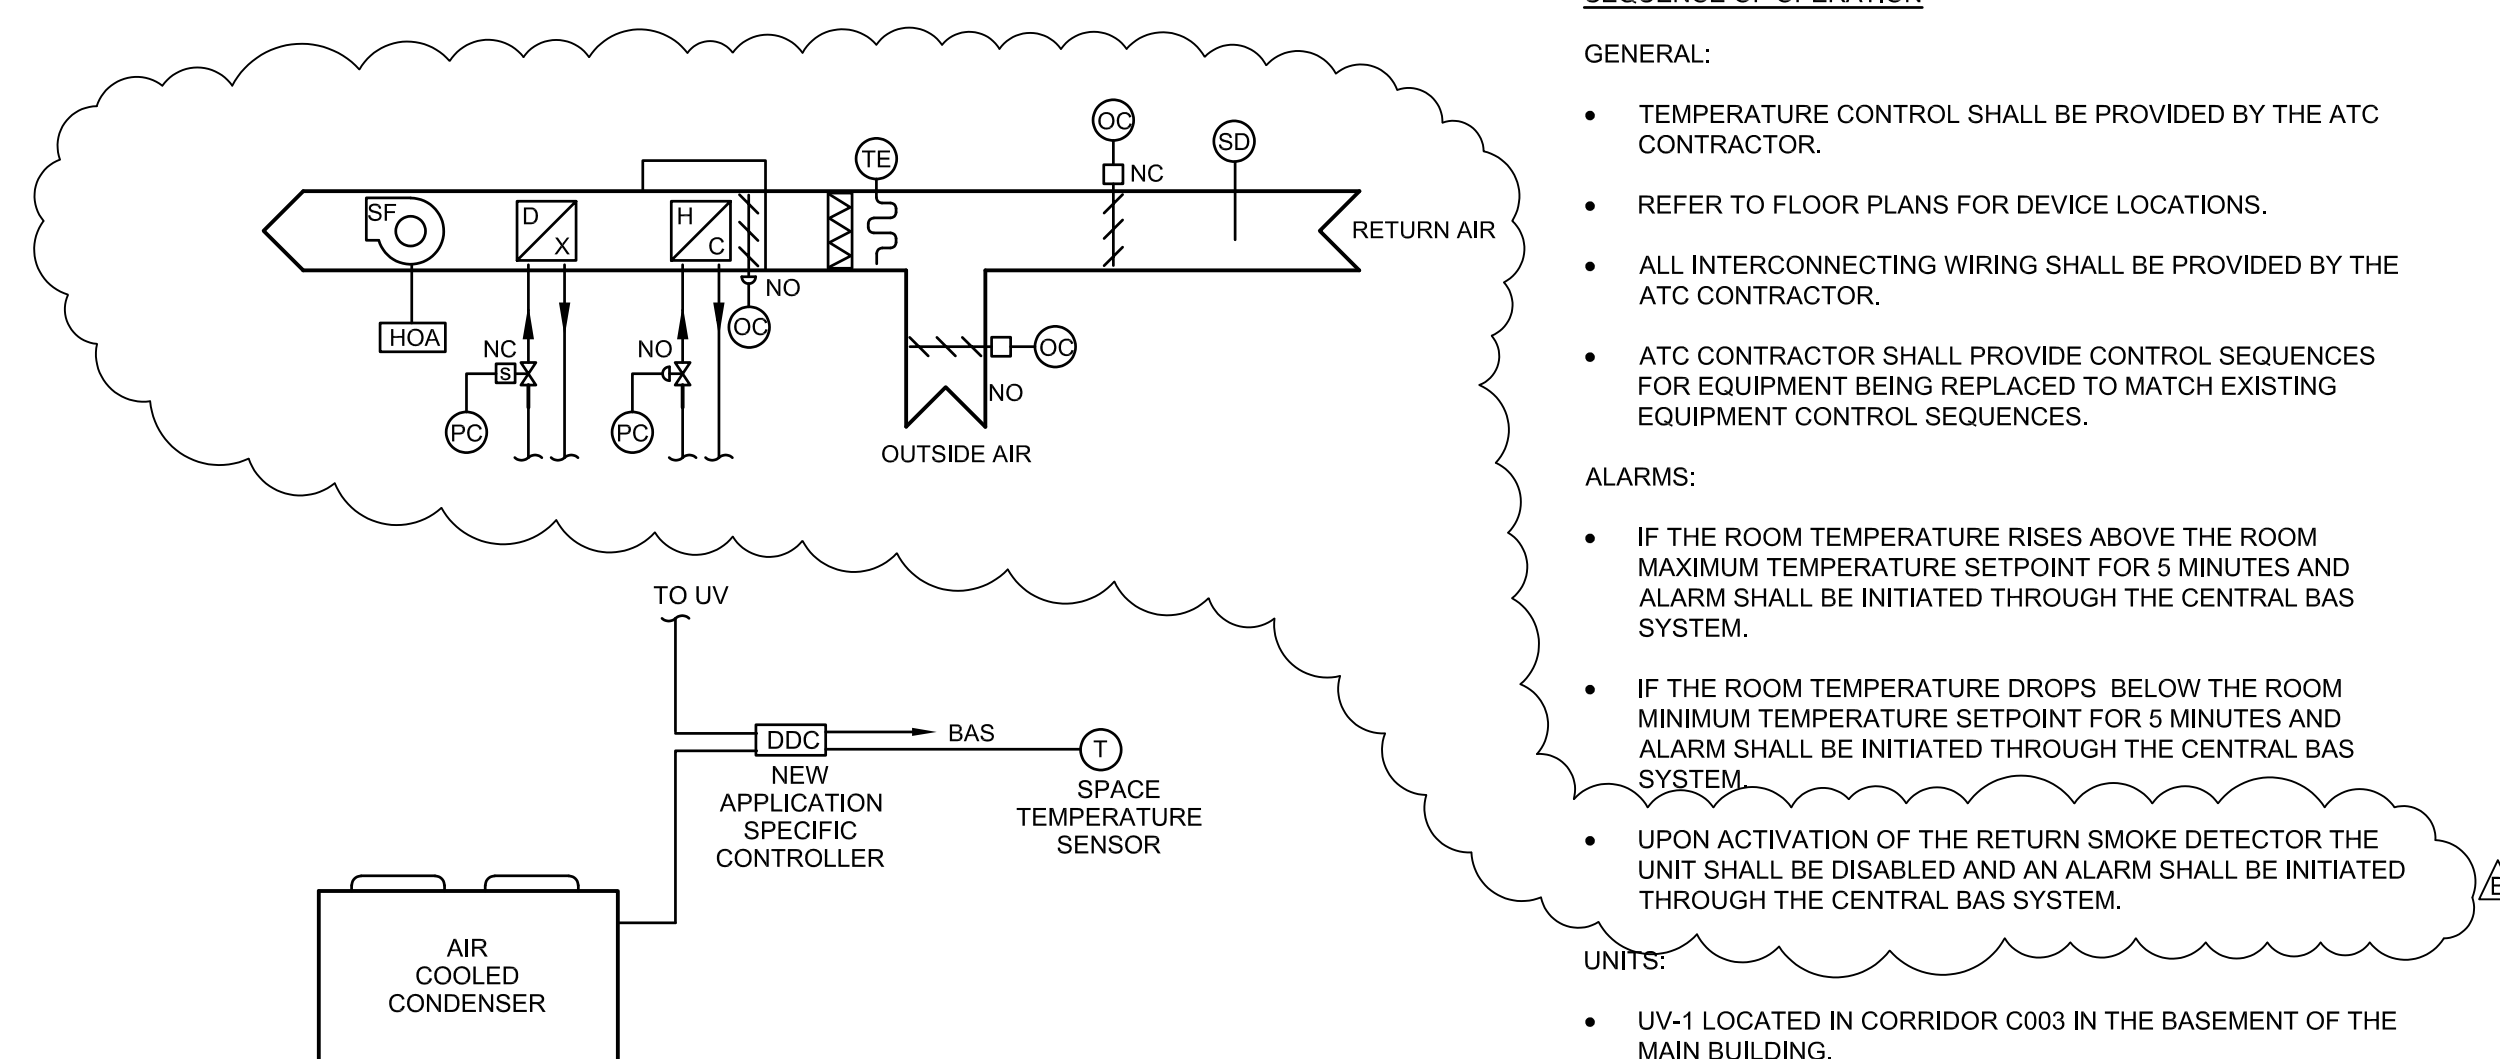 OC
SD
TE
NC
SF
D
X
H
C
RETURN AIR
NO
OC
HOA
NC
NO
OC
S
NO
PC
PC
OUTSIDE AIR
TO UV
DDC
BAS
T
NEW
APPLICATION
SPECIFIC
CONTROLLER
SPACE
TEMPERATURE
SENSOR
AIR
COOLED
CONDENSER
SEQUENCE OF OPERATION
GENERAL:
• TEMPERATURE CONTROL SHALL BE PROVIDED BY THE ATC
CONTRACTOR.
• REFER TO FLOOR PLANS FOR DEVICE LOCATIONS.
• ALL INTERCONNECTING WIRING SHALL BE PROVIDED BY THE
ATC CONTRACTOR.
• ATC CONTRACTOR SHALL PROVIDE CONTROL SEQUENCES
FOR EQUIPMENT BEING REPLACED TO MATCH EXISTING
EQUIPMENT CONTROL SEQUENCES.
ALARMS:
• IF THE ROOM TEMPERATURE RISES ABOVE THE ROOM
MAXIMUM TEMPERATURE SETPOINT FOR 5 MINUTES AND
ALARM SHALL BE INITIATED THROUGH THE CENTRAL BAS
SYSTEM.
• IF THE ROOM TEMPERATURE DROPS BELOW THE ROOM
MINIMUM TEMPERATURE SETPOINT FOR 5 MINUTES AND
ALARM SHALL BE INITIATED THROUGH THE CENTRAL BAS
SYSTEM.
• UPON ACTIVATION OF THE RETURN SMOKE DETECTOR THE
UNIT SHALL BE DISABLED AND AN ALARM SHALL BE INITIATED
THROUGH THE CENTRAL BAS SYSTEM.
UNITS:
• UV-1 LOCATED IN CORRIDOR C003 IN THE BASEMENT OF THE
MAIN BUILDING.